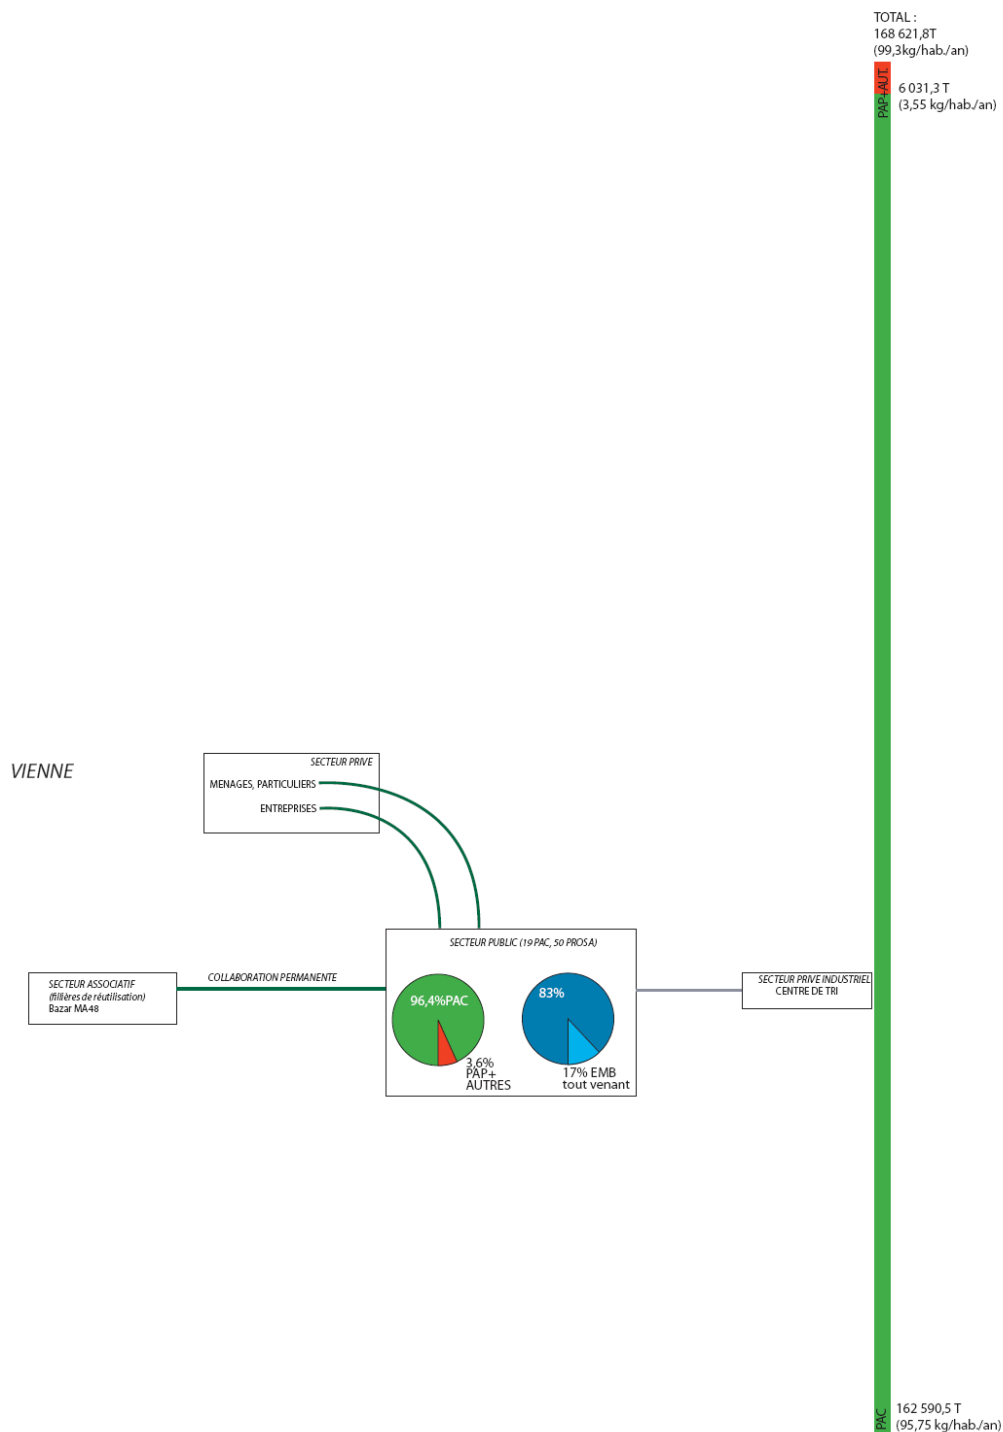 TOTAL :
168 621,8T
(99,3kg/hab./an)
PAP+AUT.
6 031,3 T
(3,55 kg/hab./an)
VIENNE
SECTEUR PRIVE
MENAGES, PARTICULIERS
ENTREPRISES
SECTEUR PUBLIC (19 PAC, 50 PROSA)
COLLABORATION PERMANENTE
SECTEUR ASSOCIATIF
(fillières de réutilisation)
Bazar MA48
96,4%PAC
3,6%
PAP+
AUTRES
83%
17% EMB
tout venant
SECTEUR PRIVE INDUSTRIEL
CENTRE DE TRI
PAC
162 590,5 T
(95,75 kg/hab./an)